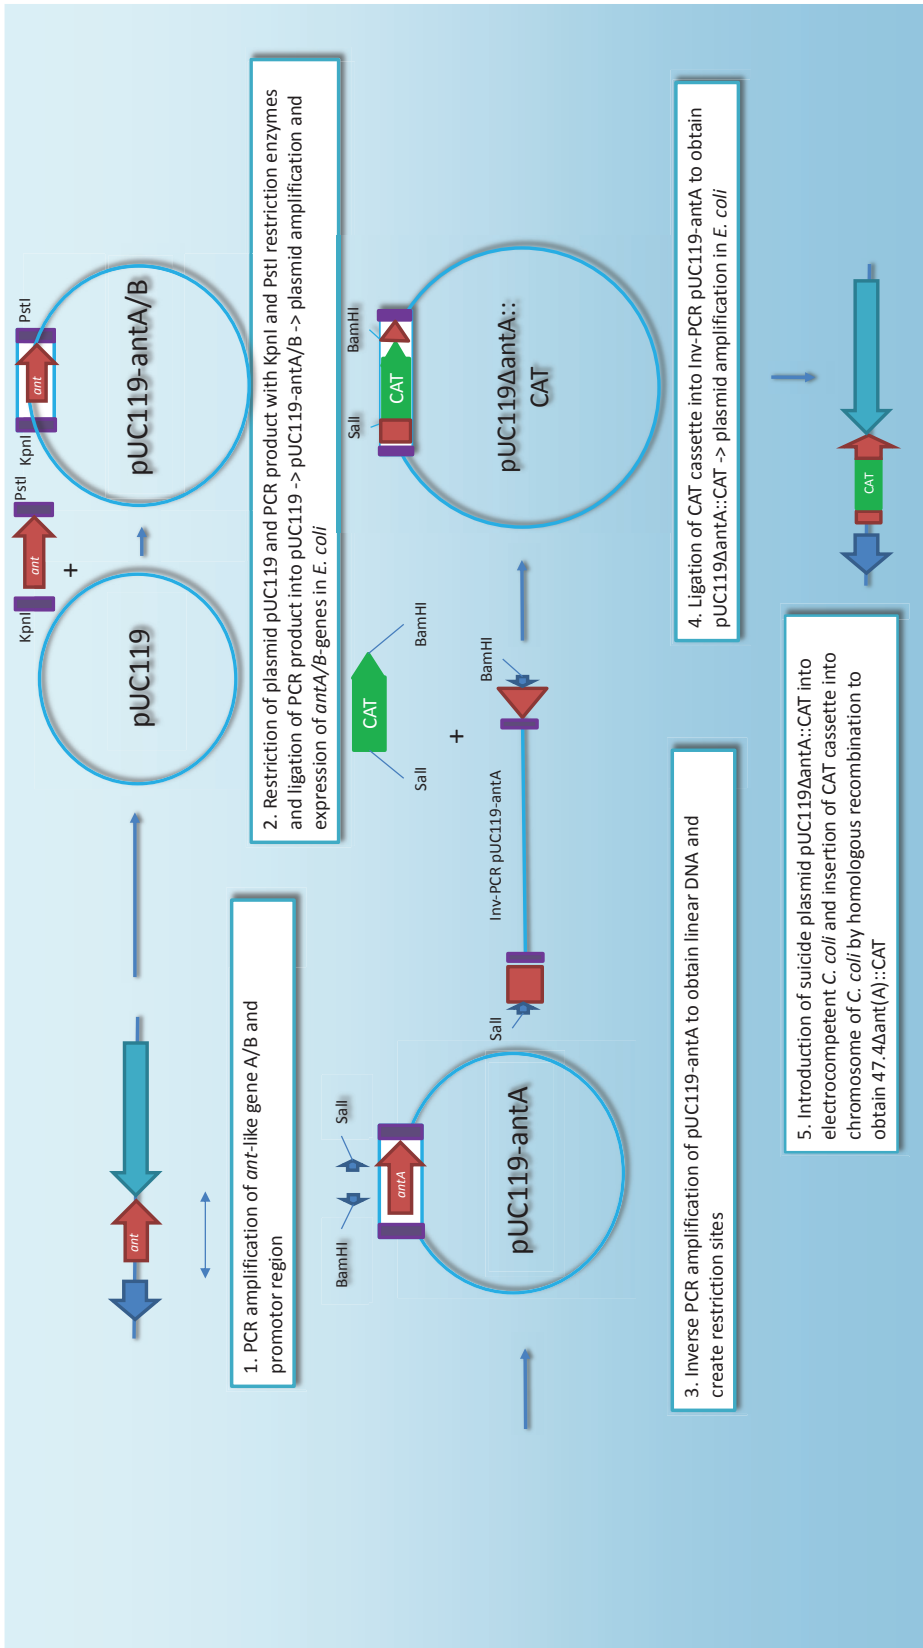 ant
1. PCR amplification of ant-like gene A/B and
promotor region
pUC119
+
KpnI
ant
PstI
KpnI
ant
PstI
pUC119-antA/B
2. Restriction of plasmid pUC119 and PCR product with KpnI and PstI restriction enzymes
and ligation of PCR product into pUC119 -> pUC119-antA/B -> plasmid amplification and
expression of antA/B-genes in E. coli
BamHI
SalI
antA
pUC119-antA
3. Inverse PCR amplification of pUC119-antA to obtain linear DNA and
create restriction sites
SalI
Inv-PCR pUC119-antA
BamHI
+
SalI
CAT
BamHI
SalI
BamHI
CAT
pUC119ΔantA::
CAT
4. Ligation of CAT cassette into Inv-PCR pUC119-antA to obtain
pUC119ΔantA::CAT -> plasmid amplification in E. coli
5. Introduction of suicide plasmid pUC119ΔantA::CAT into
electrocompetent C. coli and insertion of CAT cassette into
chromosome of C. coli by homologous recombination to
obtain 47.4Δant(A)::CAT
CAT